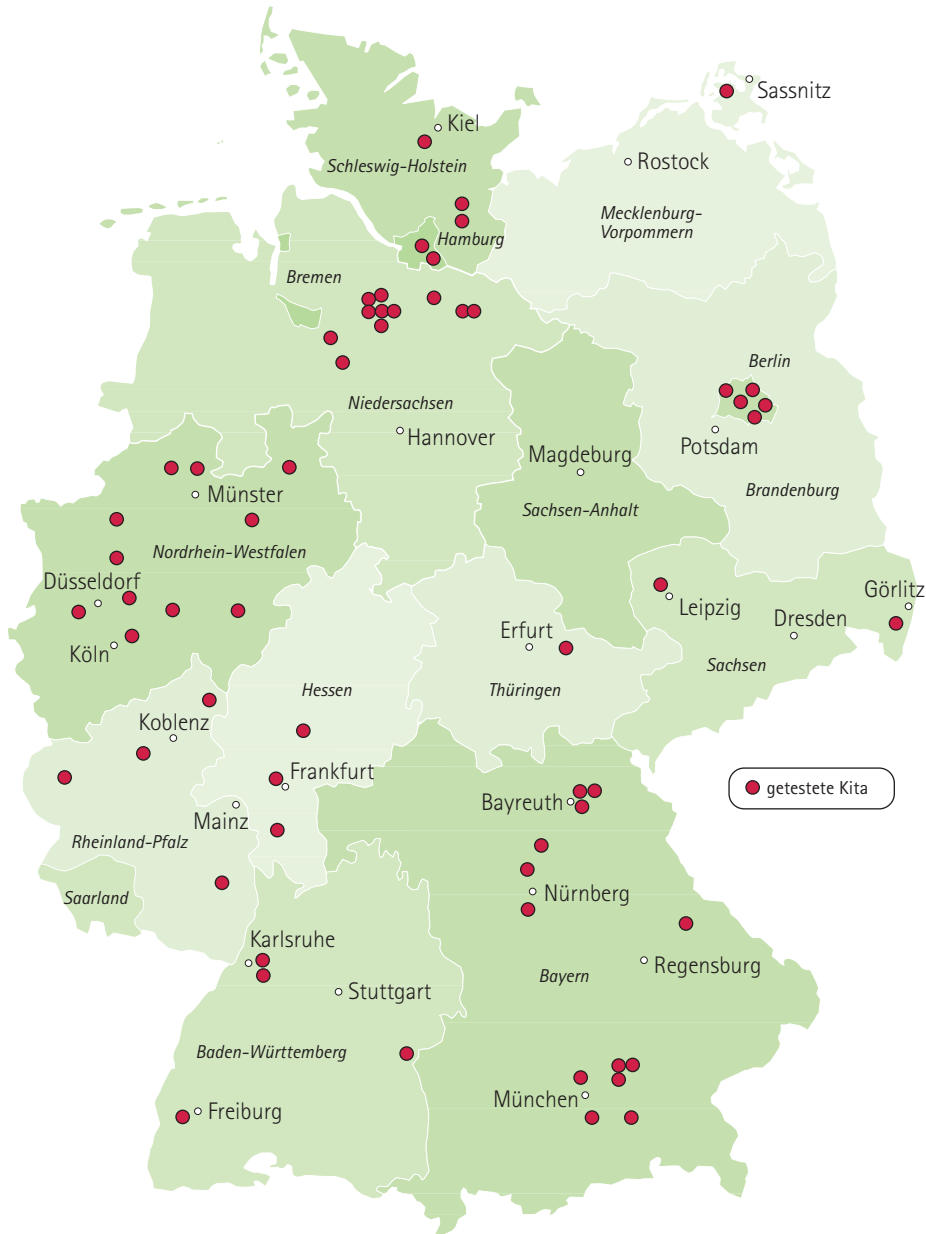 Sassnitz
Kiel
Rostock
Schleswig-Holstein
Mecklenburg-
Vorpommern
Hamburg
Bremen
Berlin
Niedersachsen
Hannover
Potsdam
Magdeburg
Brandenburg
Münster
Sachsen-Anhalt
Nordrhein-Westfalen
Düsseldorf
Görlitz
Leipzig
Dresden
Erfurt
Köln
Sachsen
Hessen
Thüringen
Koblenz
Frankfurt
getestete Kita
Bayreuth
Mainz
Rheinland-Pfalz
Nürnberg
Saarland
Karlsruhe
Regensburg
Bayern
Stuttgart
Baden-Württemberg
München
Freiburg